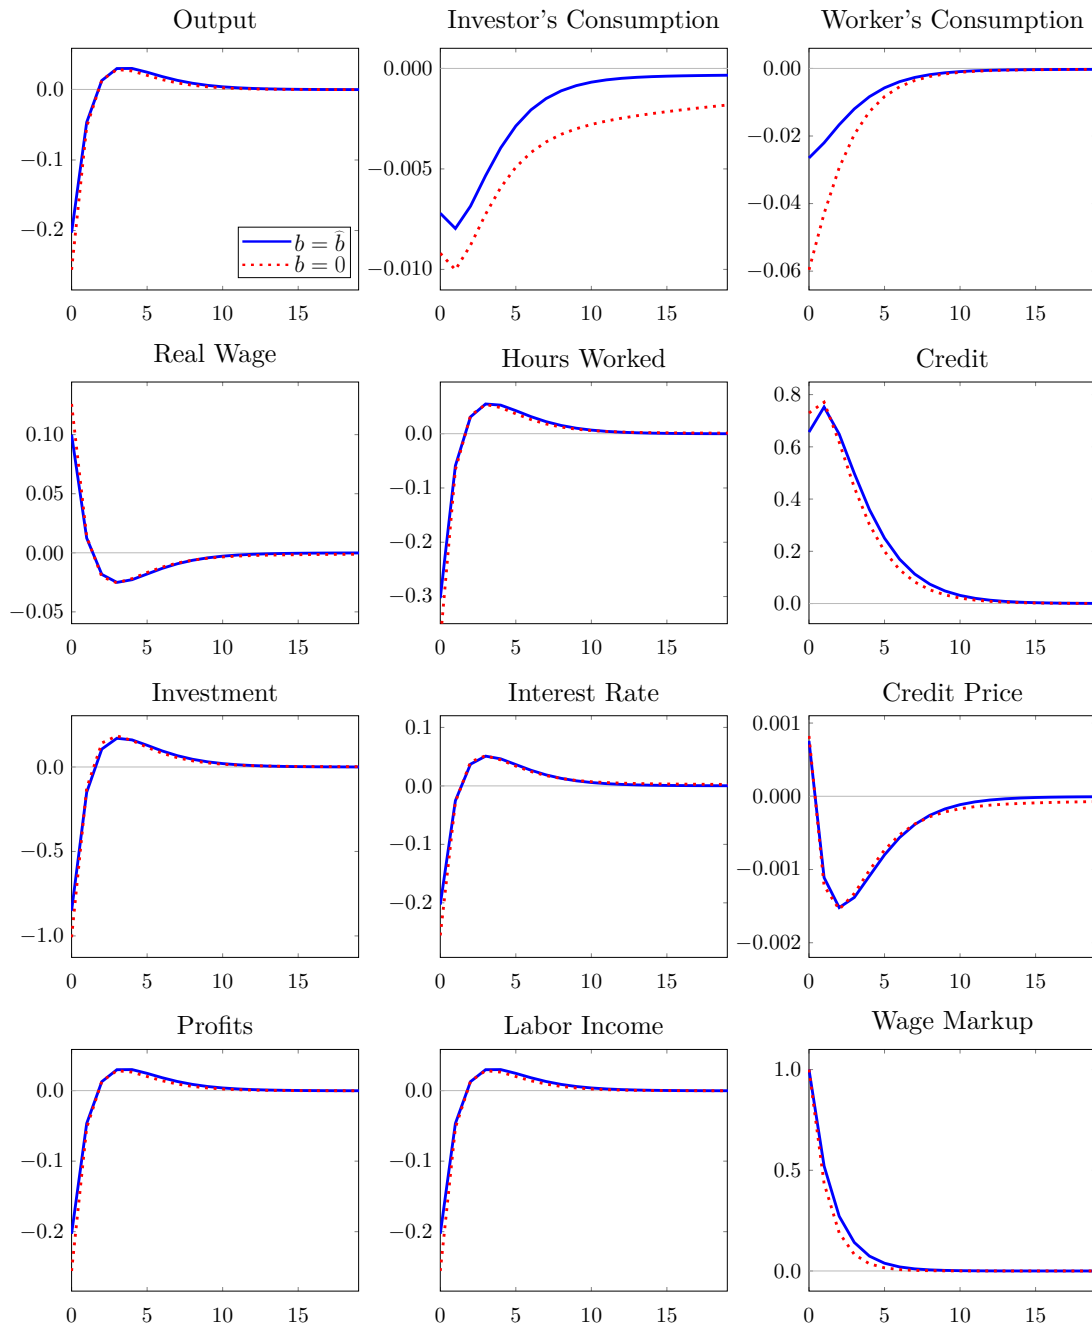 Output Investor's Consumption Worker's Consumption
0.0
−0.1
−0.2
b = b̂
b = 0
0 5 10 15
0.000
−0.005
−0.010
0 5 10 15
0.00
−0.02
−0.04
−0.06
0 5 10 15
Real Wage Hours Worked Credit
0.10
0.05
0.00
−0.05
0 5 10 15
0.0
−0.1
−0.2
−0.3
0 5 10 15
0.8
0.6
0.4
0.2
0.0
0 5 10 15
Investment Interest Rate Credit Price
0.0
−0.5
−1.0
0 5 10 15
0.1
0.0
−0.1
−0.2
0 5 10 15
0.001
0.000
−0.001
−0.002
0 5 10 15
Profits Labor Income Wage Markup
0.0
−0.1
−0.2
0 5 10 15
0.0
−0.1
−0.2
0 5 10 15
1.0
0.5
0.0
0 5 10 15